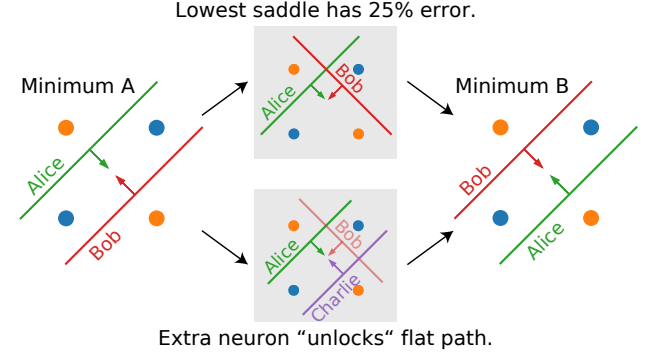 Lowest saddle has 25% error.
Minimum A
Alice
Bob
Alice
Bob
Alice
Bob
Charlie
Minimum B
Bob
Alice
Extra neuron “unlocks“ flat path.